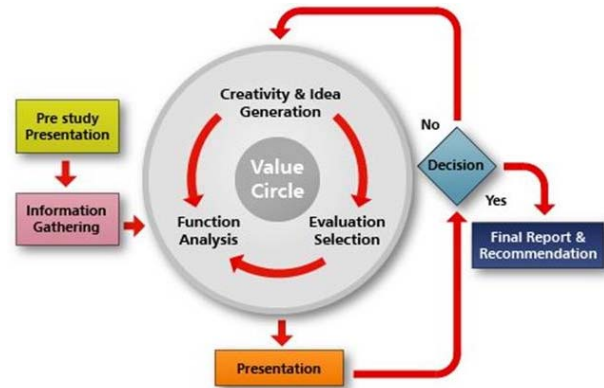 Pre study
Presentation
Information
Gathering
Creativity & Idea
Generation
Value
Circle
Function
Analysis
Evaluation
Selection
Presentation
No
Decision
Yes
Final Report &
Recommendation